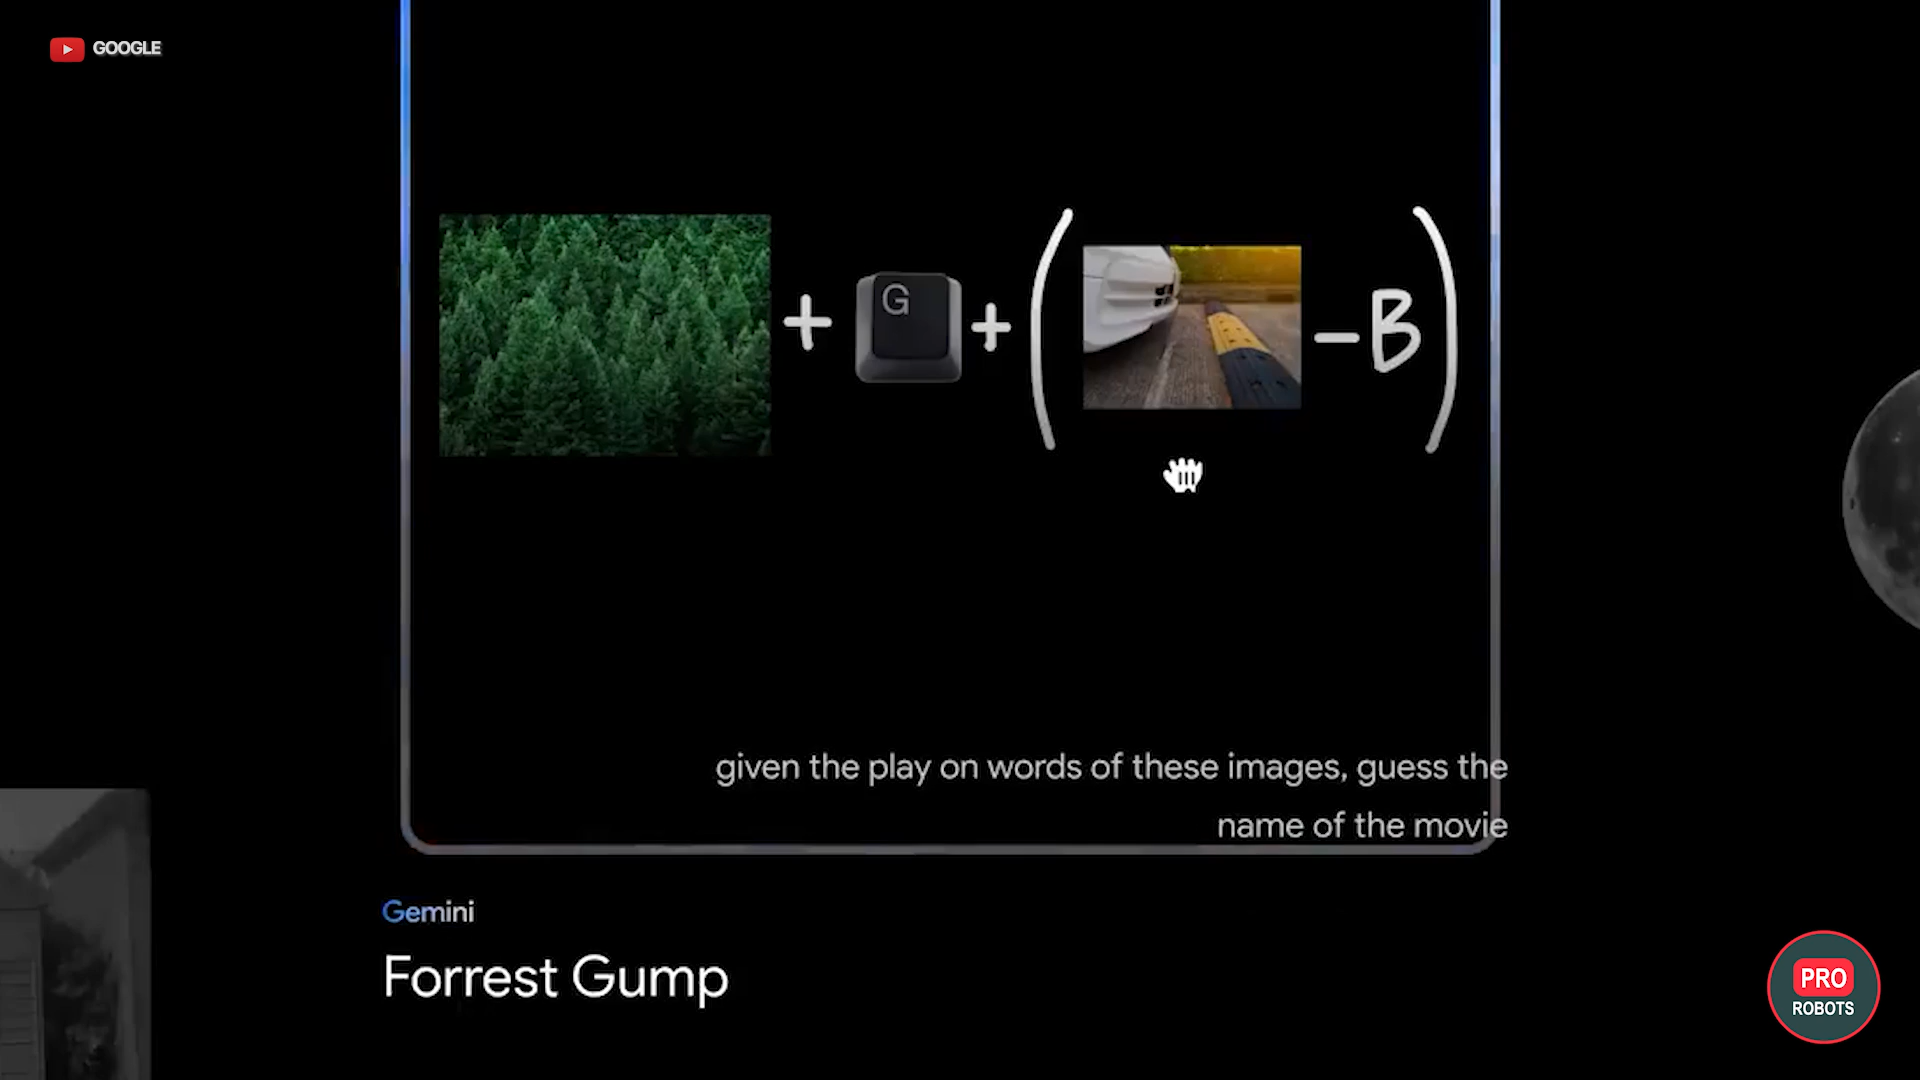 GOOGLE
+ G + ( - B )
given the play on words of these images, guess the
name of the movie
Gemini
Forrest Gump
PRO
ROBOTS